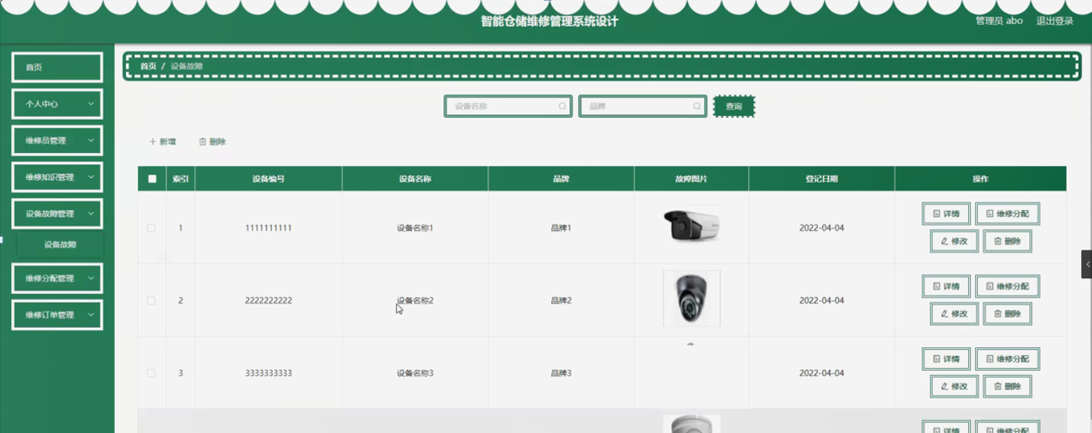 智能仓储维修管理系统设计
管理员 abo 退出登录
首页
个人中心
维修员管理
维修知识管理
设备故障管理
设备故障
维修分配管理
维修订单管理
首页 / 设备故障
设备名称 品牌 查询
新增 删除
索引 设备编号 设备名称 品牌 故障图片 登记日期 操作
1 1111111111 设备名称1 品牌1 2022-04-04 详情 维修分配
修改 删除
2 2222222222 设备名称2 品牌2 2022-04-04 详情 维修分配
修改 删除
3 3333333333 设备名称3 品牌3 2022-04-04 详情 维修分配
修改 删除
详情 维修分配